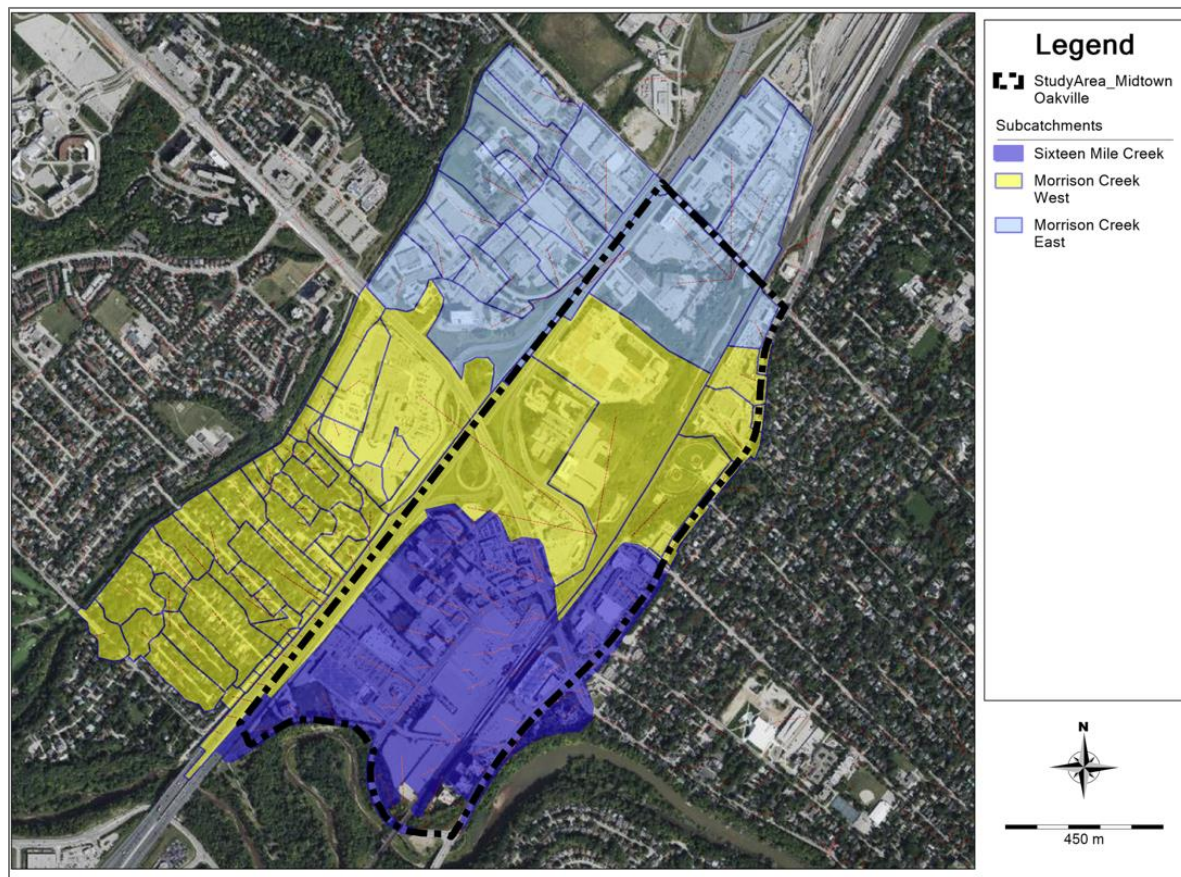 Legend
StudyArea_Midtown
Oakville
Subcatchments
Sixteen Mile Creek
Morrison Creek
West
Morrison Creek
East
N
450 m